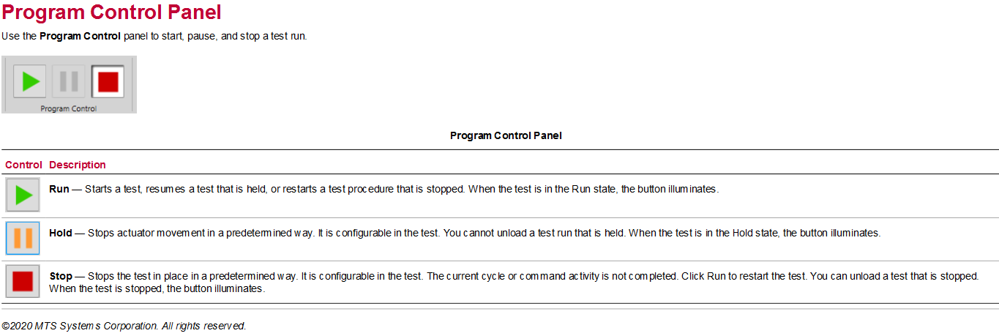 Program Control Panel
Use the Program Control panel to start, pause, and stop a test run.
Program Control
Program Control Panel
Control Description
Run — Starts a test, resumes a test that is held, or restarts a test procedure that is stopped. When the test is in the Run state, the button illuminates.
Hold — Stops actuator movement in a predetermined way. It is configurable in the test. You cannot unload a test run that is held. When the test is in the Hold state, the button illuminates.
Stop — Stops the test in place in a predetermined way. It is configurable in the test. The current cycle or command activity is not completed. Click Run to restart the test. You can unload a test that is stopped.
When the test is stopped, the button illuminates.
©2020 MTS Systems Corporation. All rights reserved.